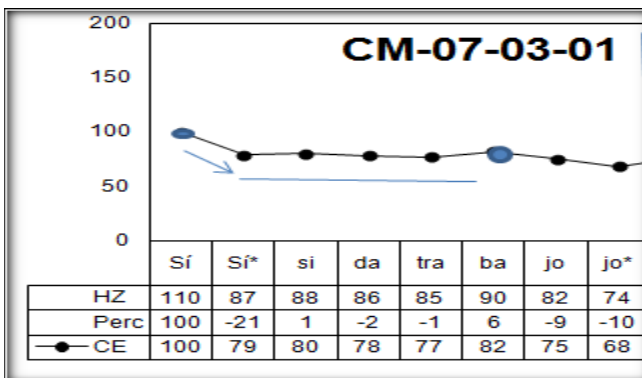 200
CM-07-03-01
150
100
50
0
Sí Sí* si da tra ba jo jo*
HZ 110 87 88 86 85 90 82 74
Perc 100 -21 1 -2 -1 6 -9 -10
CE 100 79 80 78 77 82 75 68